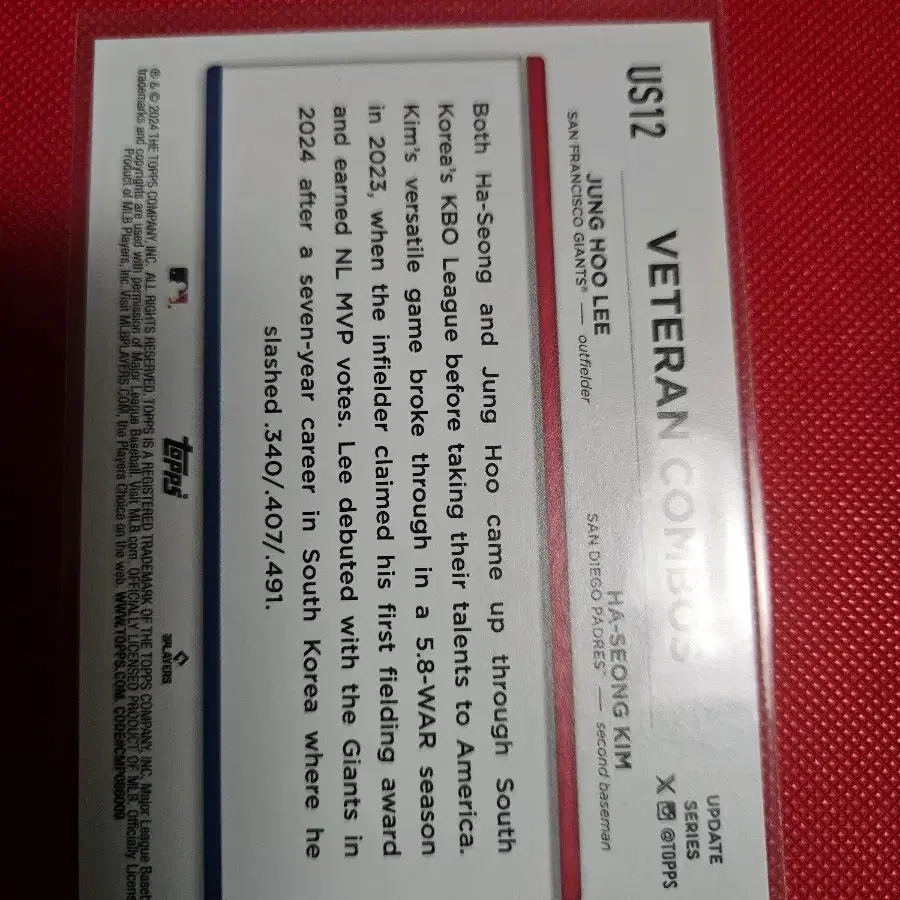 US12
VETERAN COMBOS
UPDATE
SERIES
X @TOPPS
JUNG HOO LEE
SAN FRANCISCO GIANTS® — outfielder
HA-SEONG KIM
SAN DIEGO PADRES™ — second baseman
Both Ha-Seong and Jung Hoo came up through South
Korea's KBO League before taking their talents to America.
Kim's versatile game broke through in a 5.8-WAR season
in 2023, when the infielder claimed his first fielding award
and earned NL MVP votes. Lee debuted with the Giants in
2024 after a seven-year career in South Korea where he
slashed .340/.407/.491.
topps
PLAYERS
® & © 2024 THE TOPPS COMPANY, INC. ALL RIGHTS RESERVED. TOPPS IS A REGISTERED TRADEMARK OF THE TOPPS COMPANY, INC. Major League Baseb
trademarks and copyrights are used with permission of Major League Baseball. Visit MLB.com. OFFICIALLY LICENSED PRODUCT OF MLB. Officially Licens
Product of MLB Players, Inc. Visit MLBPLAYERS.COM, the Players Choice on the web. WWW.TOPPS.COM. CODE#CMP086009